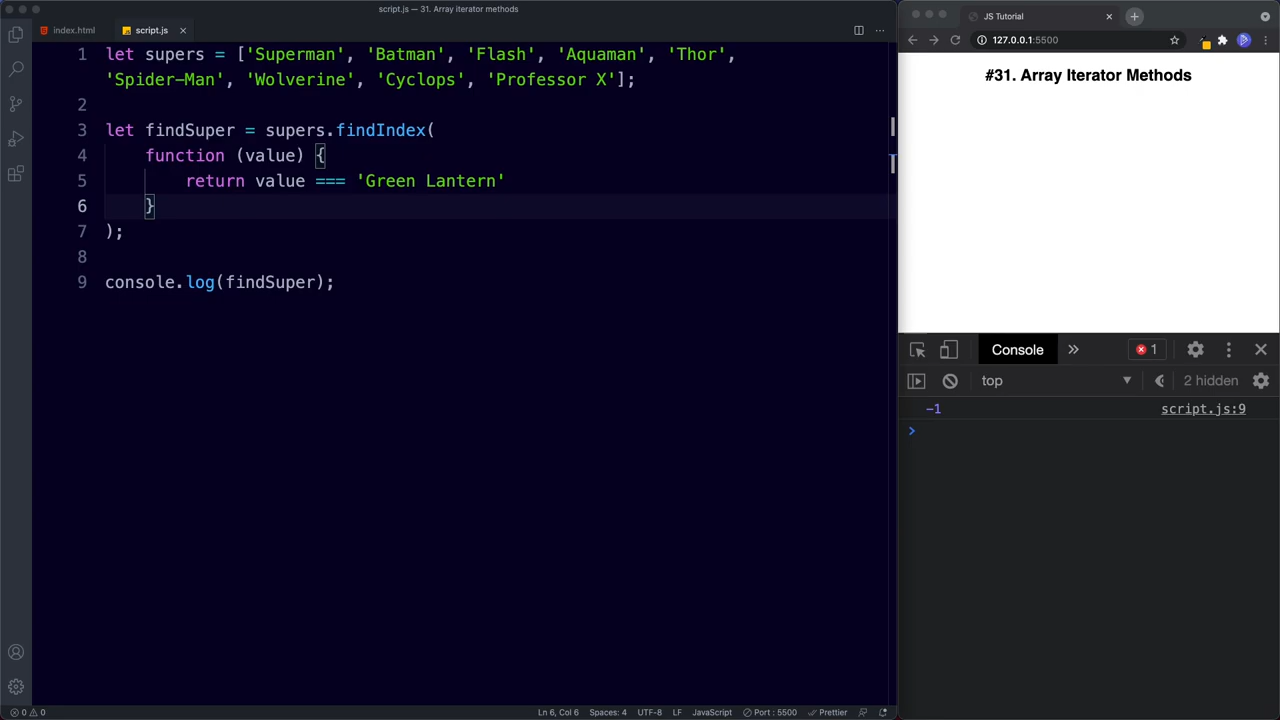 script.js — 31. Array iterator methods
index.html
script.js
1 let supers = ['Superman', 'Batman', 'Flash', 'Aquaman', 'Thor',
'Spider-Man', 'Wolverine', 'Cyclops', 'Professor X'];
2
3 let findSuper = supers.findIndex(
4 function (value) {
5 return value === 'Green Lantern'
6 }
7 );
8
9 console.log(findSuper);
0 0
Ln 6, Col 6
Spaces: 4
UTF-8
LF
JavaScript
Port : 5500
Prettier
JS Tutorial
127.0.0.1:5500
#31. Array Iterator Methods
Console
1
top
2 hidden
-1 script.js:9